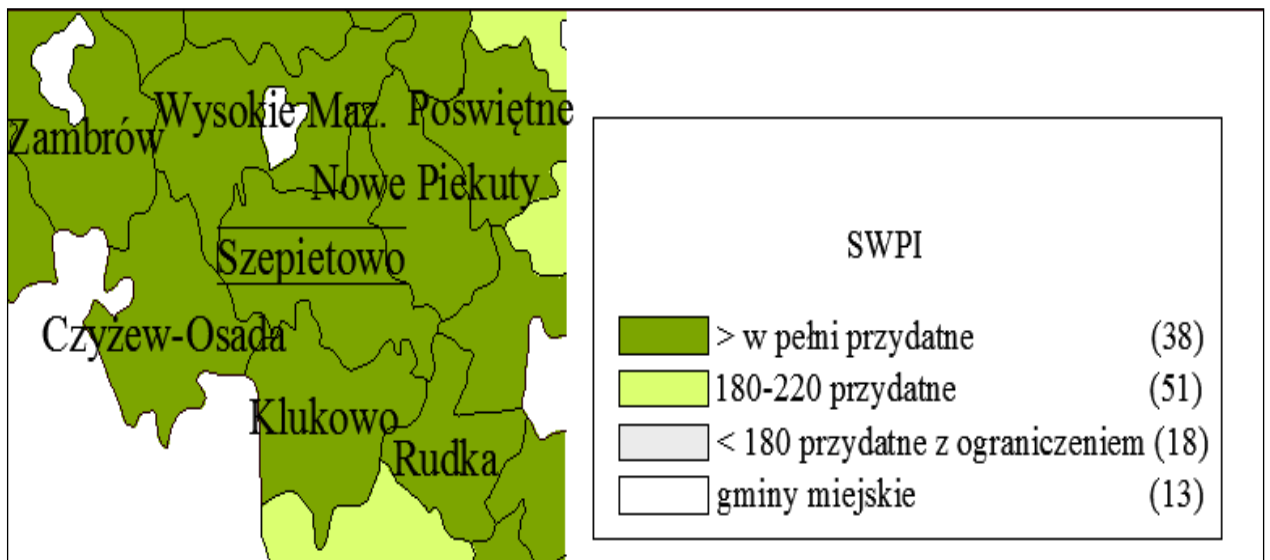 Zambrów
Wysokie Maz.
Poświętne
Nowe Piekuty
Szepietowo
Czyżew-Osada
Klukowo
Rudka
SWPI
> w pełni przydatne (38)
180-220 przydatne (51)
< 180 przydatne z ograniczeniem (18)
gminy miejskie (13)